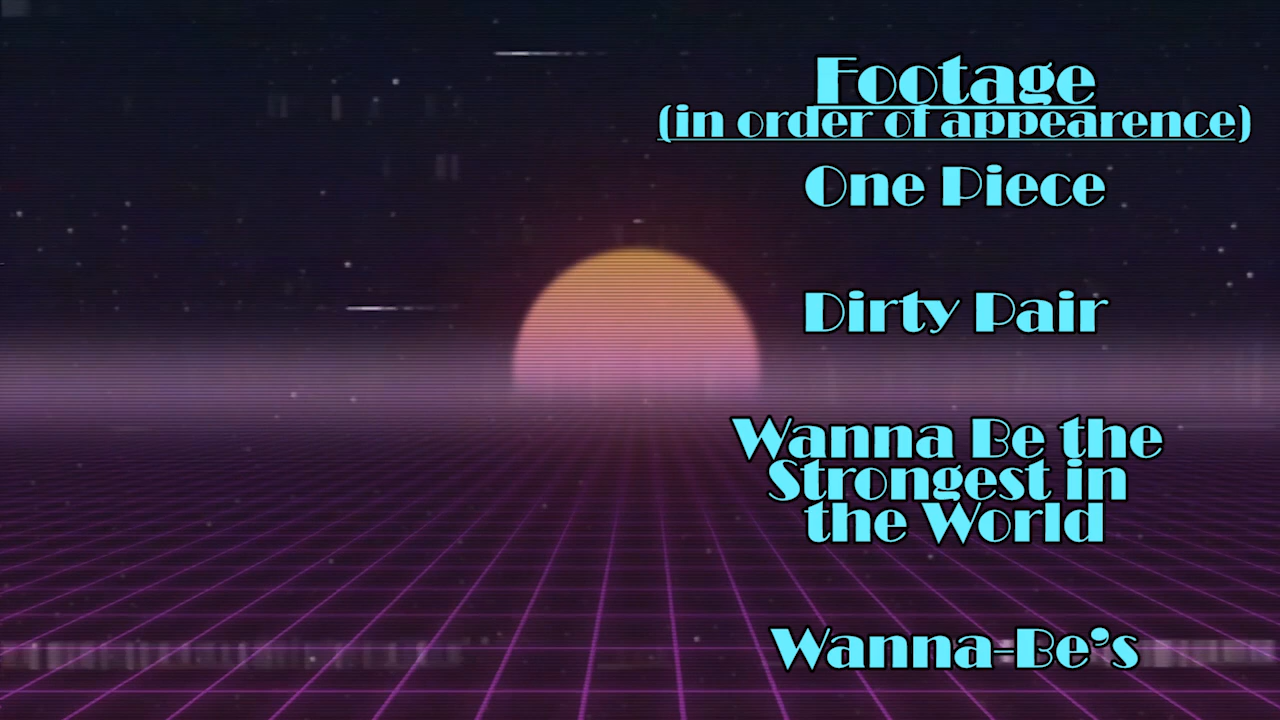 Footage
(in order of appearence)
One Piece
Dirty Pair
Wanna Be the
Strongest in
the World
Wanna-Be's